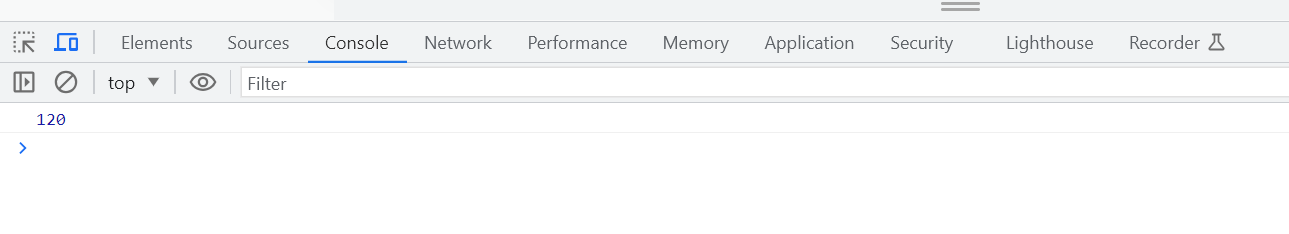 Elements Sources Console Network Performance Memory Application Security Lighthouse Recorder
top Filter
120